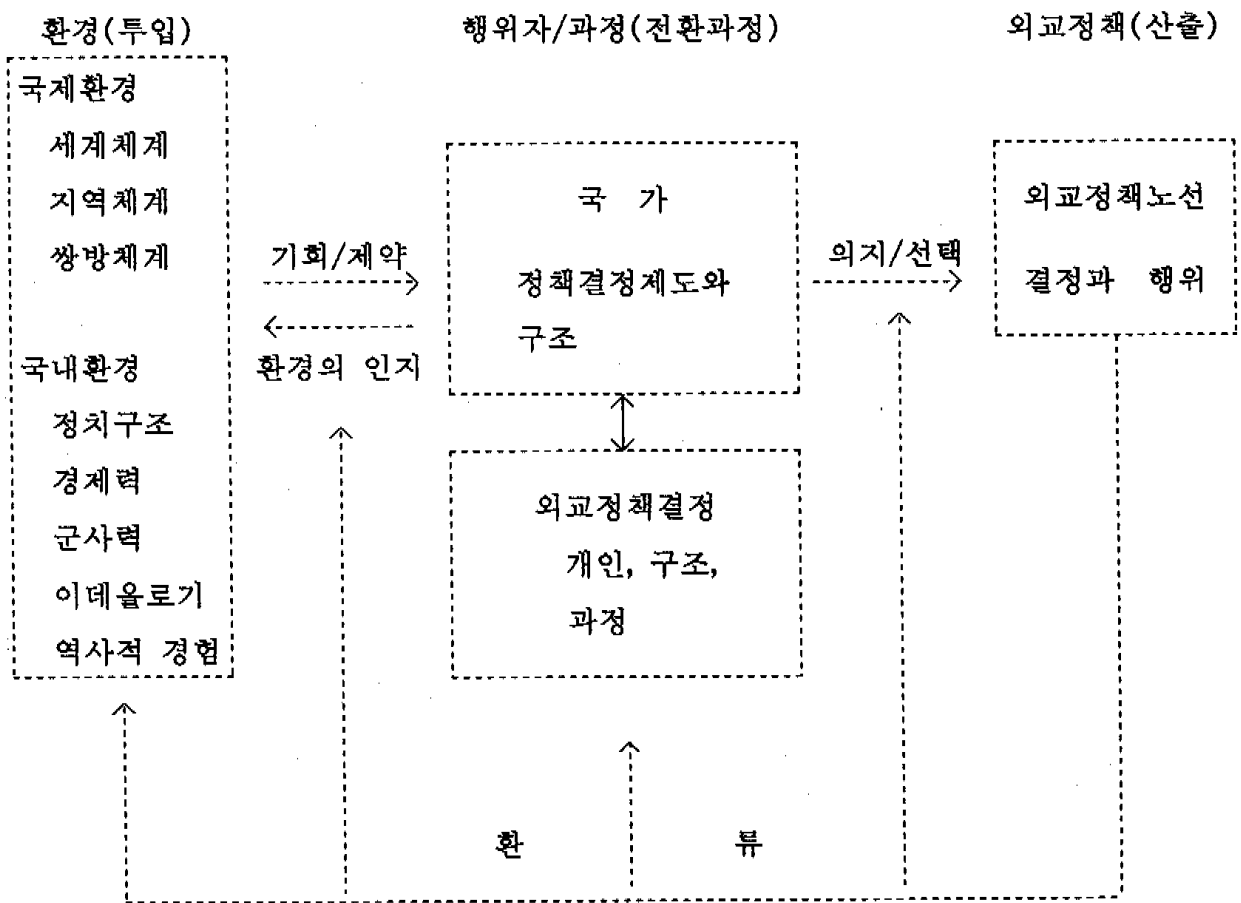 환경(투입)
행위자/과정(전환과정)
외교정책(산출)
국제환경
세계체계
지역체계
쌍방체계
국내환경
정치구조
경제력
군사력
이데올로기
역사적 경험
기회/제약
환경의 인지
국 가
정책결정제도와
구조
외교정책결정
개인, 구조,
과정
의지/선택
외교정책노선
결정과 행위
환 류